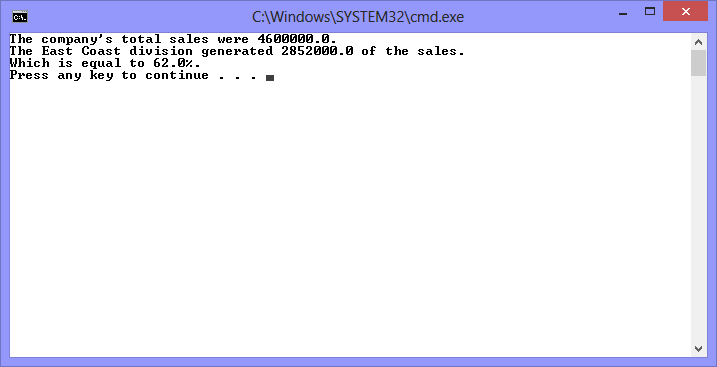 C:\Windows\SYSTEM32\cmd.exe
The company's total sales were 4600000.0.
The East Coast division generated 2852000.0 of the sales.
Which is equal to 62.0%.
Press any key to continue . . .